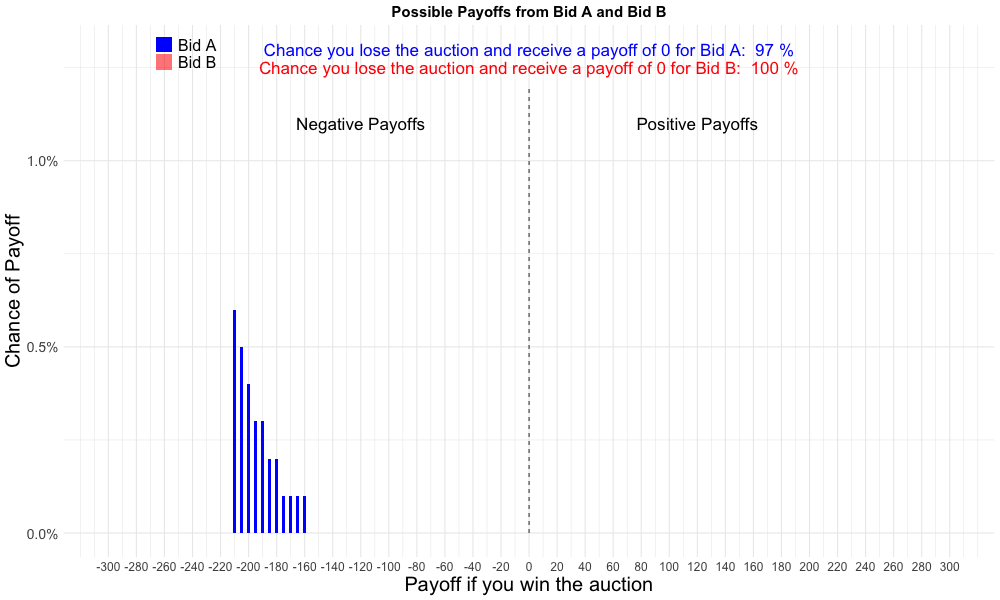 Possible Payoffs from Bid A and Bid B
Bid A
Bid B
Chance you lose the auction and receive a payoff of 0 for Bid A:  97 %
Chance you lose the auction and receive a payoff of 0 for Bid B:  100 %
Negative Payoffs
Positive Payoffs
Chance of Payoff
1.0%
0.5%
0.0%
-300 -280 -260 -240 -220 -200 -180 -160 -140 -120 -100 -80 -60 -40 -20 0 20 40 60 80 100 120 140 160 180 200 220 240 260 280 300
Payoff if you win the auction